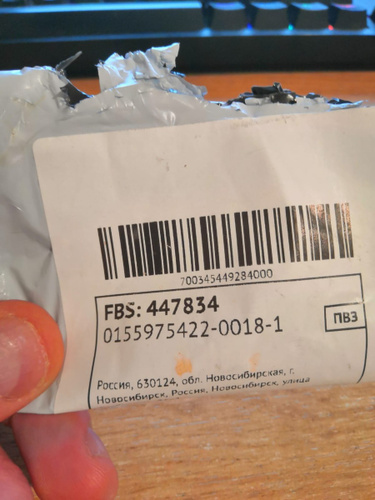 700345449284000
FBS: 447834
0155975422-0018-1
ПВЗ
Россия, 630124, обл. Новосибирская, г.
Новосибирск, Россия, Новосибирск, улица